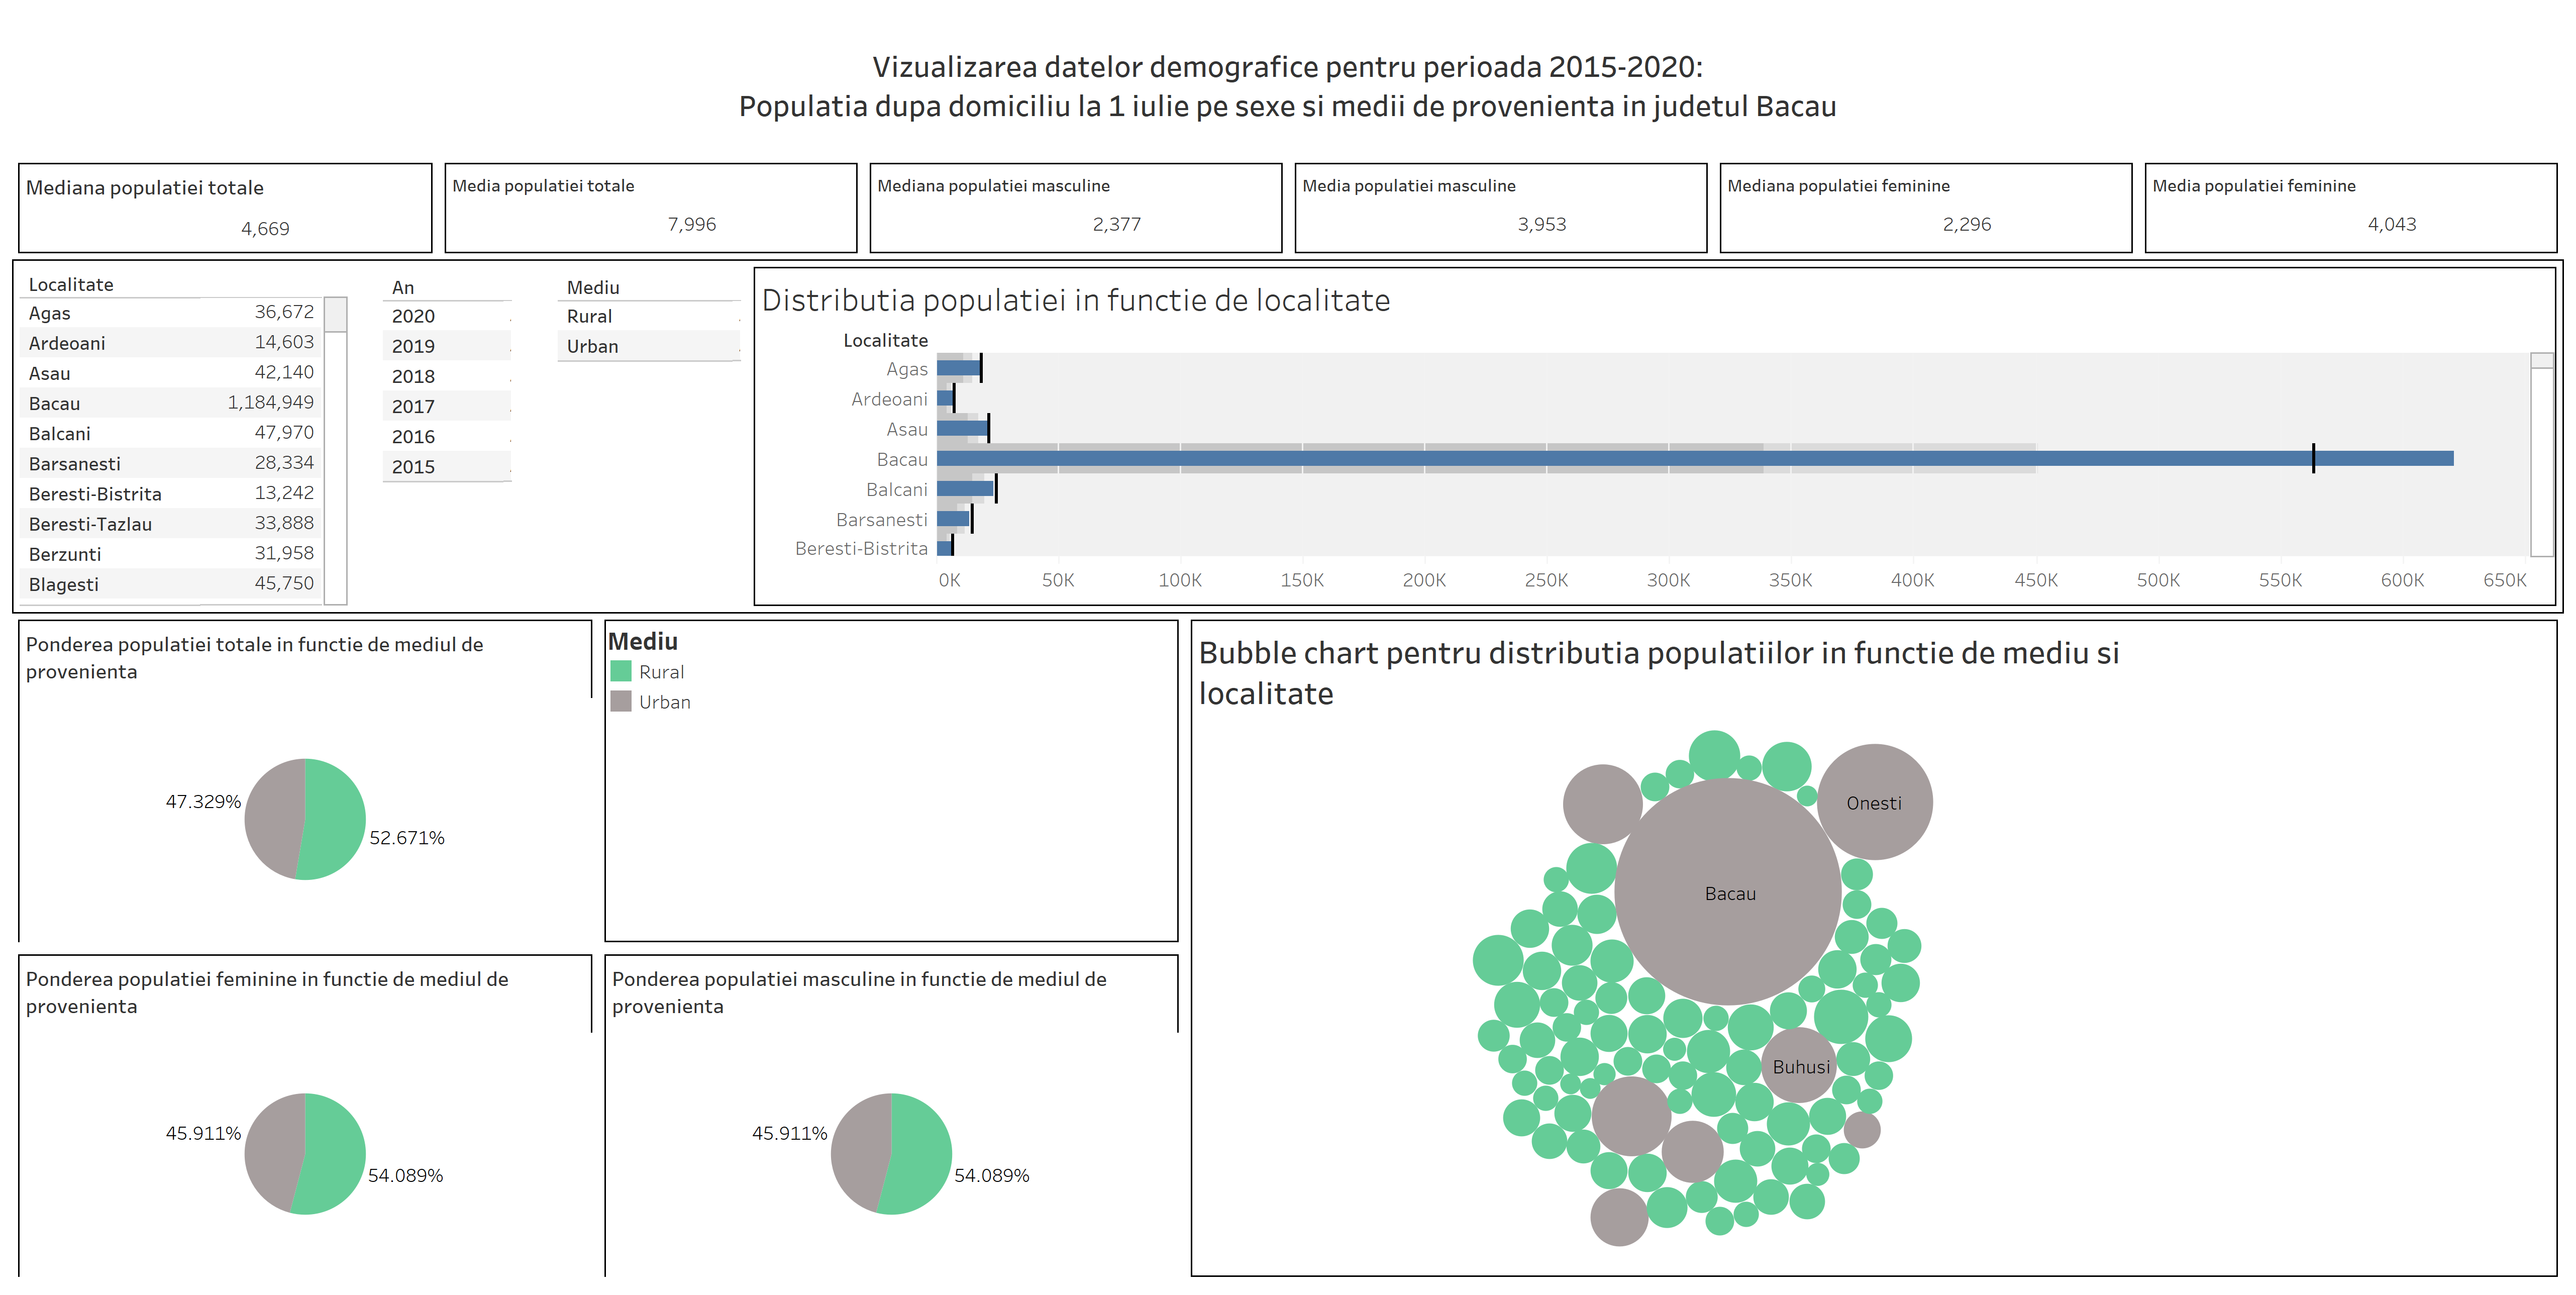 Vizualizarea datelor demografice pentru perioada 2015-2020:
Populatia dupa domiciliu la 1 iulie pe sexe si medii de provenienta in judetul Bacau
Mediana populatiei totale
4,669
Media populatiei totale
7,996
Mediana populatiei masculine
2,377
Media populatiei masculine
3,953
Mediana populatiei feminine
2,296
Media populatiei feminine
4,043
Localitate
Agas 36,672
Ardeoani 14,603
Asau 42,140
Bacau 1,184,949
Balcani 47,970
Barsanesti 28,334
Beresti-Bistrita 13,242
Beresti-Tazlau 33,888
Berzunti 31,958
Blagesti 45,750
An
2020
2019
2018
2017
2016
2015
Mediu
Rural
Urban
Distributia populatiei in functie de localitate
Localitate
Agas
Ardeoani
Asau
Bacau
Balcani
Barsanesti
Beresti-Bistrita
0K 50K 100K 150K 200K 250K 300K 350K 400K 450K 500K 550K 600K 650K
Ponderea populatiei totale in functie de mediul de
provenienta
47.329%
52.671%
Mediu
Rural
Urban
Ponderea populatiei feminine in functie de mediul de
provenienta
45.911%
54.089%
Ponderea populatiei masculine in functie de mediul de
provenienta
45.911%
54.089%
Bubble chart pentru distributia populatiilor in functie de mediu si
localitate
Onesti
Bacau
Buhusi